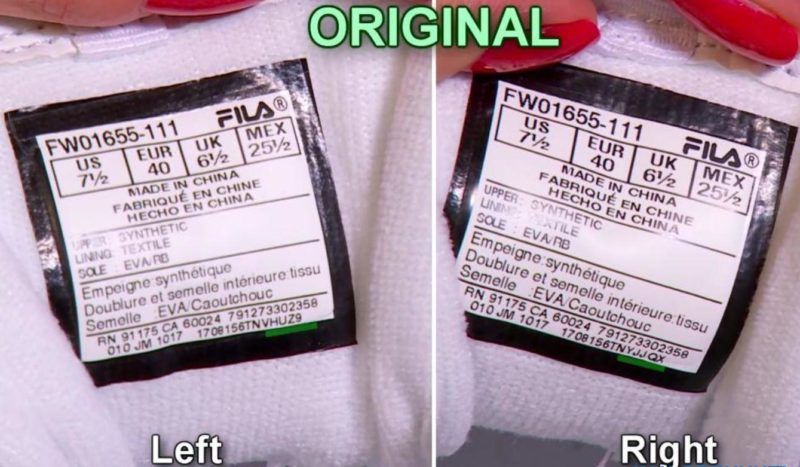 ORIGINAL
FW01655-111 FILA®
US 7½ EUR 40 UK 6½ MEX 25½
MADE IN CHINA
FABRIQUÉ EN CHINE
HECHO EN CHINA
UPPER: SYNTHETIC
LINING: TEXTILE
SOLE : EVA/RB
Empeigne:synthétique
Doublure et semelle intérieure:tissu
Semelle :EVA/Caoutchouc
RN 91175 CA 60024 791273302358
010 JM 1017 1708156TNVHUZ9
Left
FW01655-111 FILA®
US 7½ EUR 40 UK 6½ MEX 25½
MADE IN CHINA
FABRIQUÉ EN CHINE
HECHO EN CHINA
UPPER: SYNTHETIC
LINING: TEXTILE
SOLE : EVA/RB
Empeigne:synthétique
Doublure et semelle intérieure:tissu
Semelle :EVA/Caoutchouc
RN 91175 CA 60024 791273302358
010 JM 1017 1708156TNYJJQX
Right